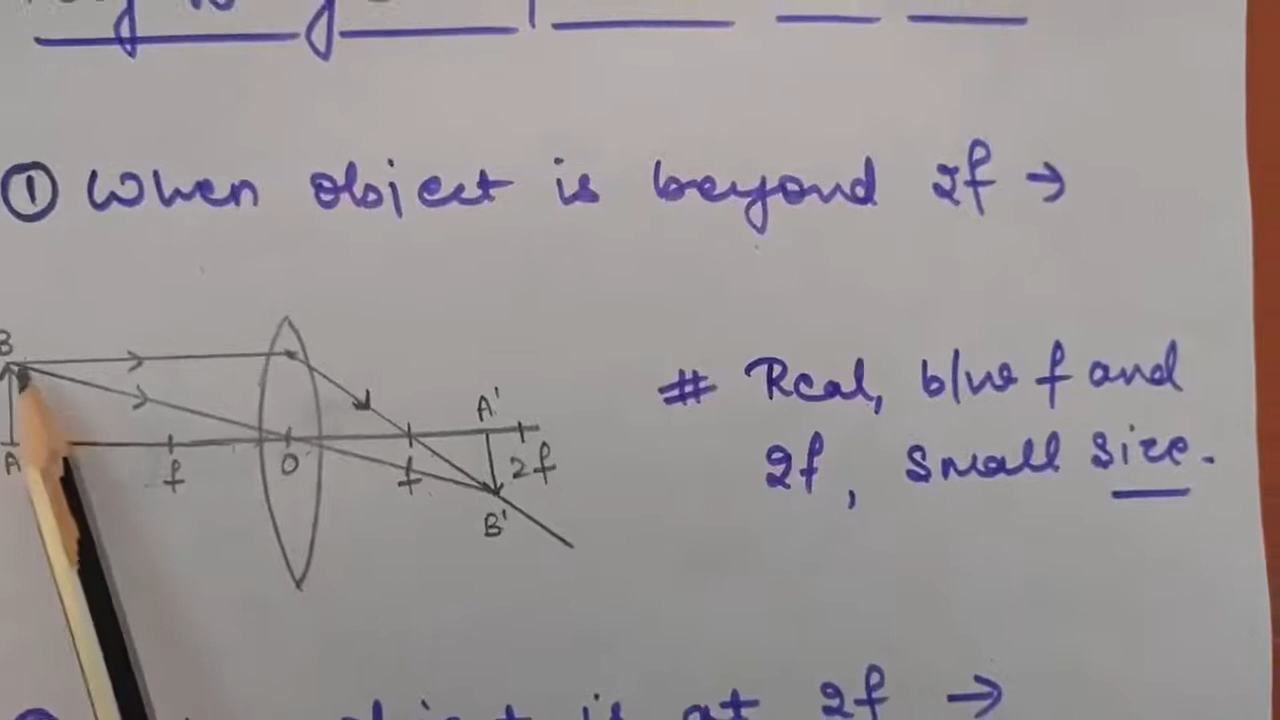 ① When object is beyond 2f →
B
A
f
O
f
A'
2f
B'
# Real, b/w f and
2f, small size.
object is at 2f →